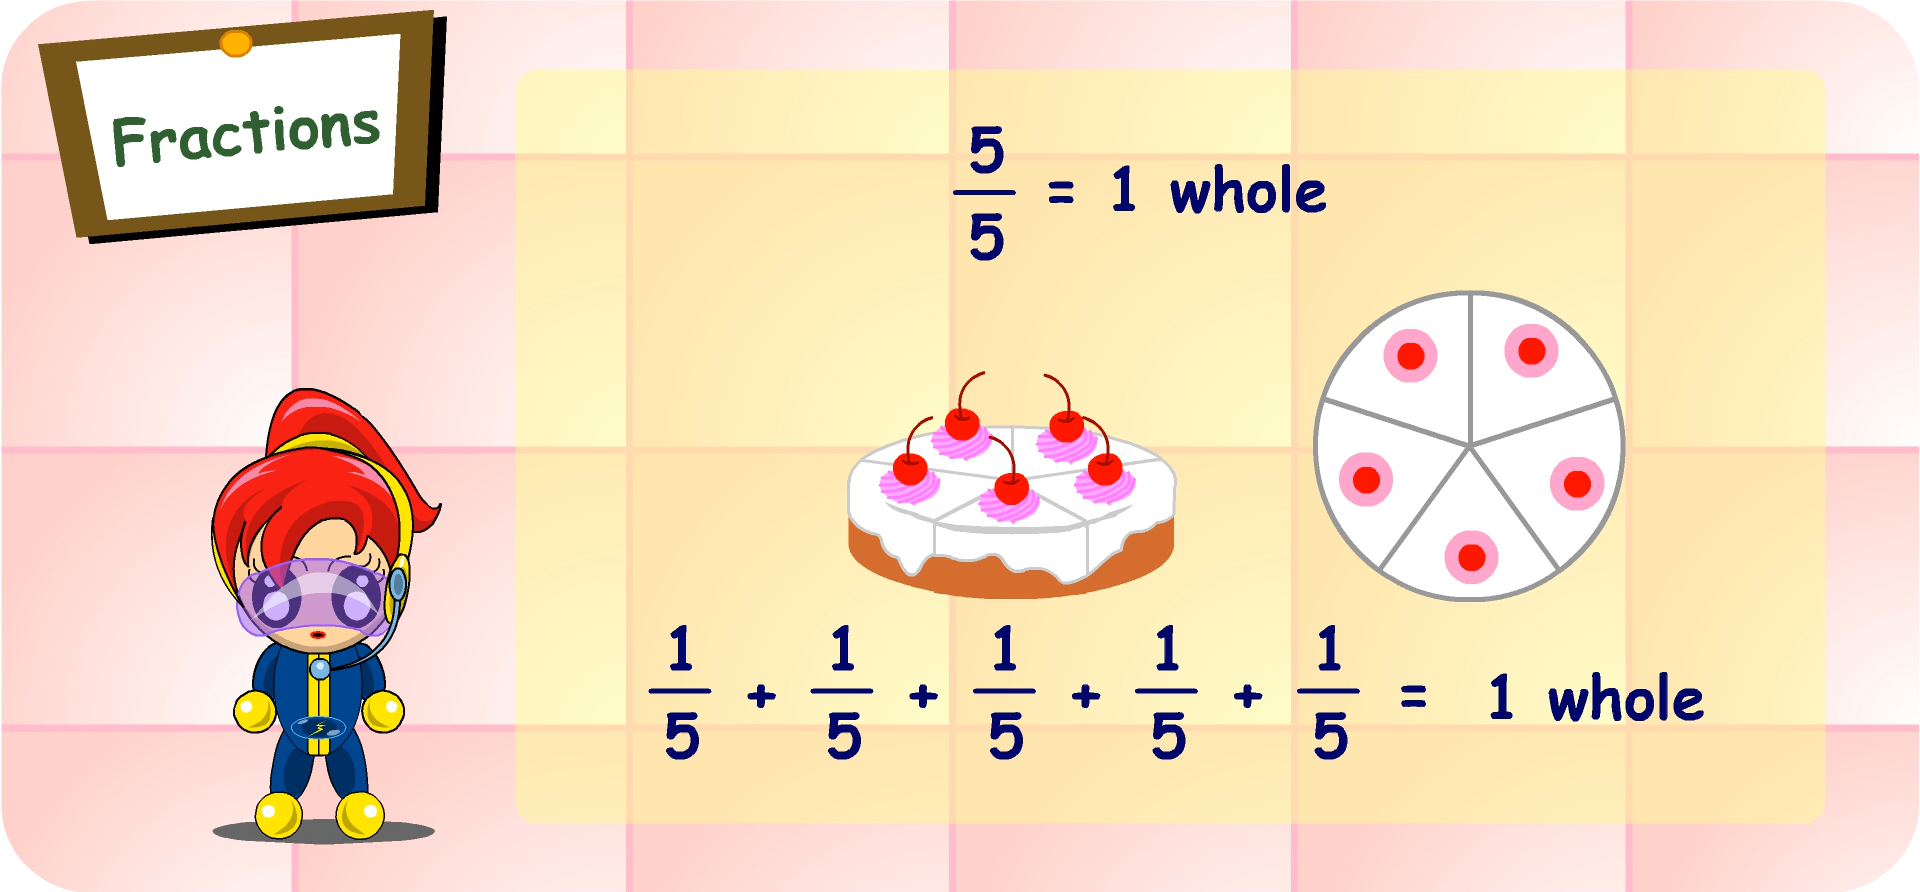 Fractions
5/5 = 1 whole
1/5 + 1/5 + 1/5 + 1/5 + 1/5 = 1 whole